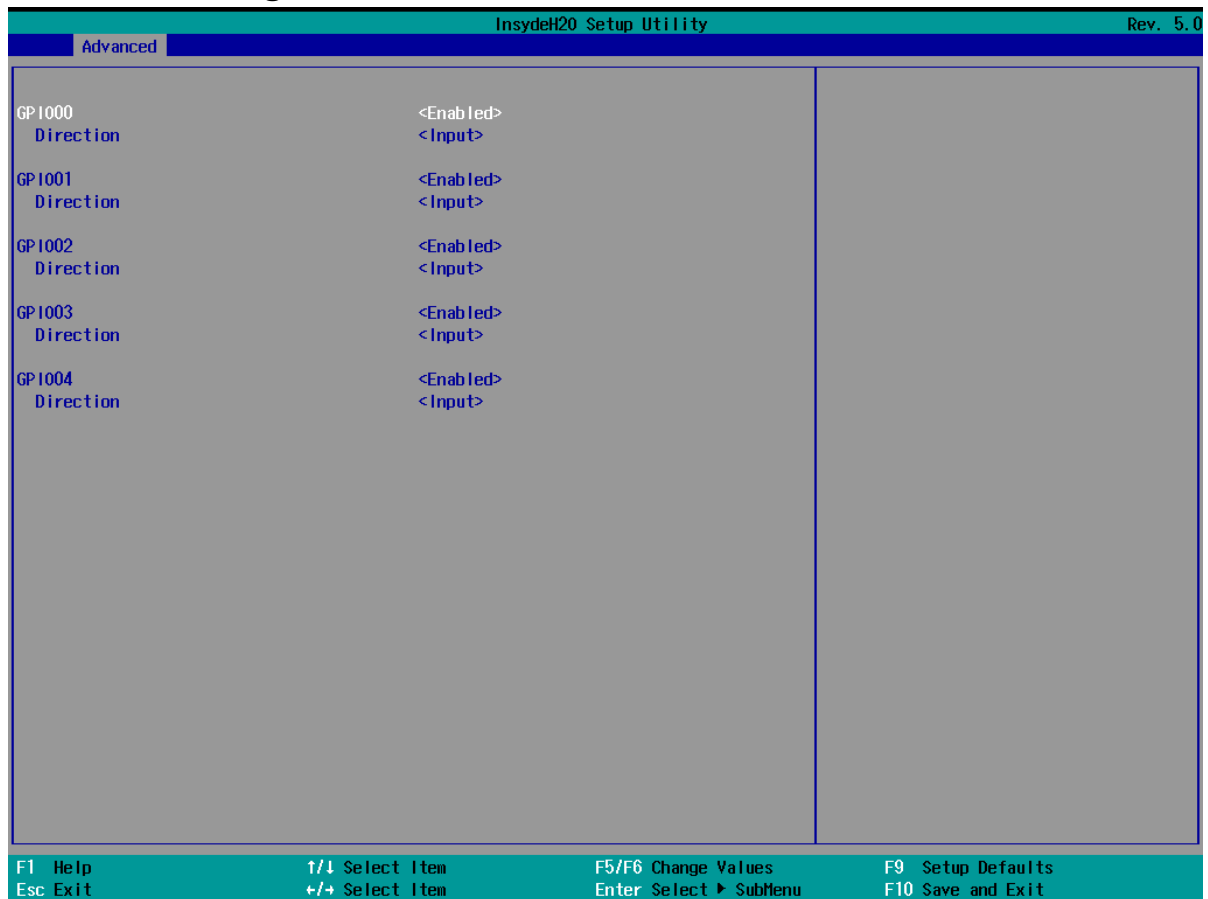 InsydeH20 Setup Utility Rev. 5.0
Advanced
GPIO00 <Enabled>
Direction <Input>
GPIO01 <Enabled>
Direction <Input>
GPIO02 <Enabled>
Direction <Input>
GPIO03 <Enabled>
Direction <Input>
GPIO04 <Enabled>
Direction <Input>
F1 Help ↑/↓ Select Item F5/F6 Change Values F9 Setup Defaults
Esc Exit ←/→ Select Item Enter Select ▶ SubMenu F10 Save and Exit